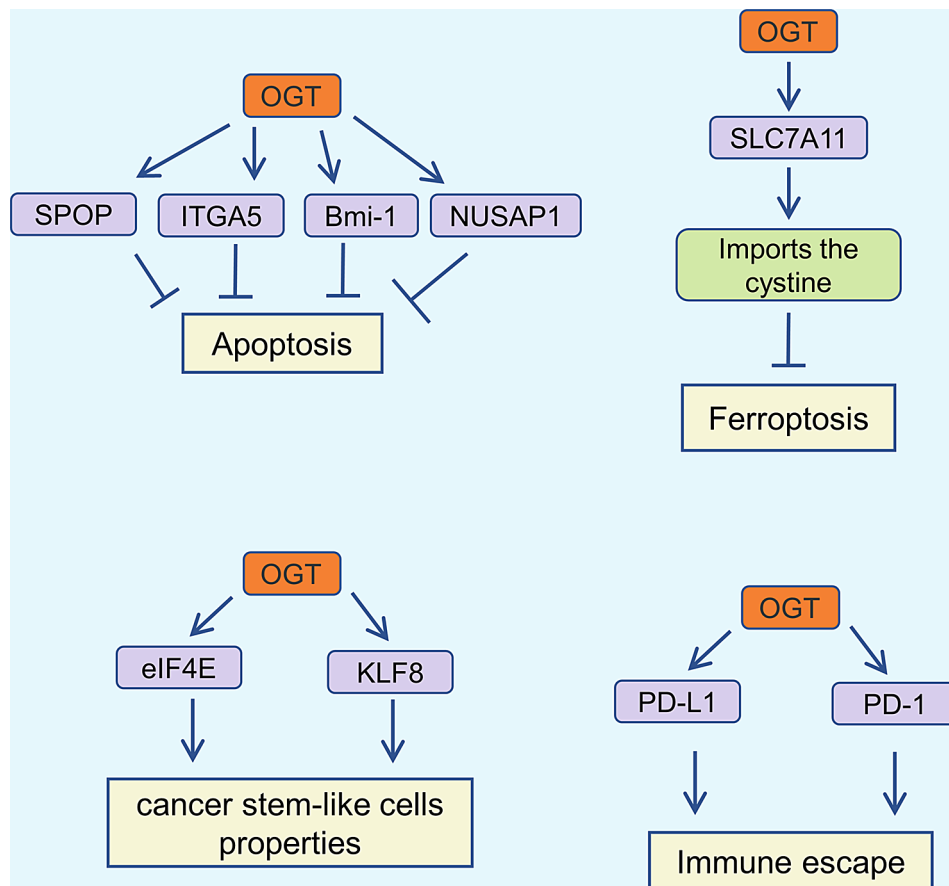 OGT
SPOP
ITGA5
Bmi-1
NUSAP1
Apoptosis
OGT
SLC7A11
Imports the
cystine
Ferroptosis
OGT
eIF4E
KLF8
cancer stem-like cells
properties
OGT
PD-L1
PD-1
Immune escape